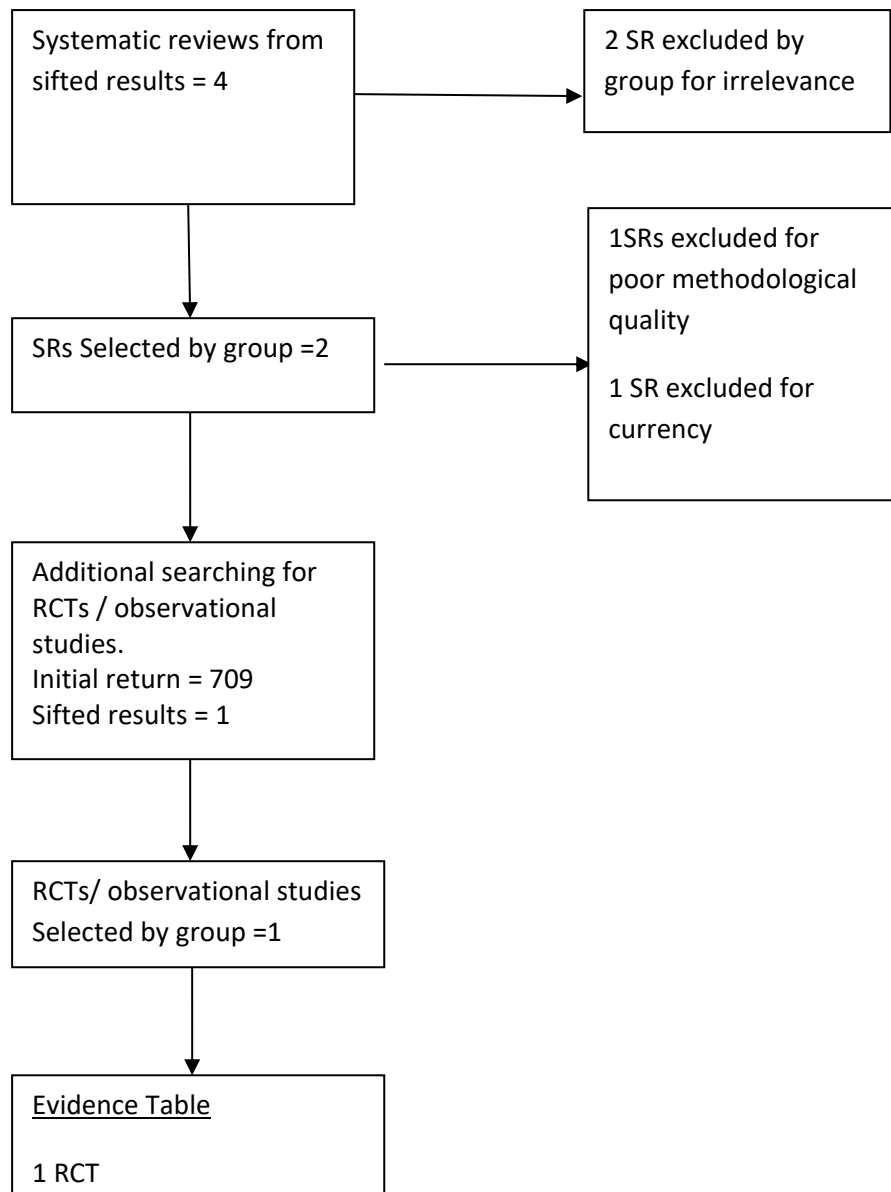 Systematic reviews from
sifted results = 4
2 SR excluded by
group for irrelevance
1SRs excluded for
poor methodological
quality
1 SR excluded for
currency
SRs Selected by group =2
Additional searching for
RCTs / observational
studies.
Initial return = 709
Sifted results = 1
RCTs/ observational studies
Selected by group =1
Evidence Table
1 RCT